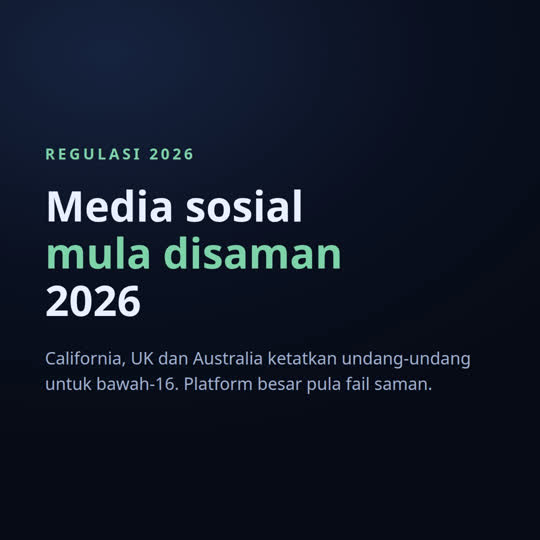 REGULASI 2026
Media sosial
mula disaman
2026
California, UK dan Australia ketatkan undang-undang
untuk bawah-16. Platform besar pula fail saman.